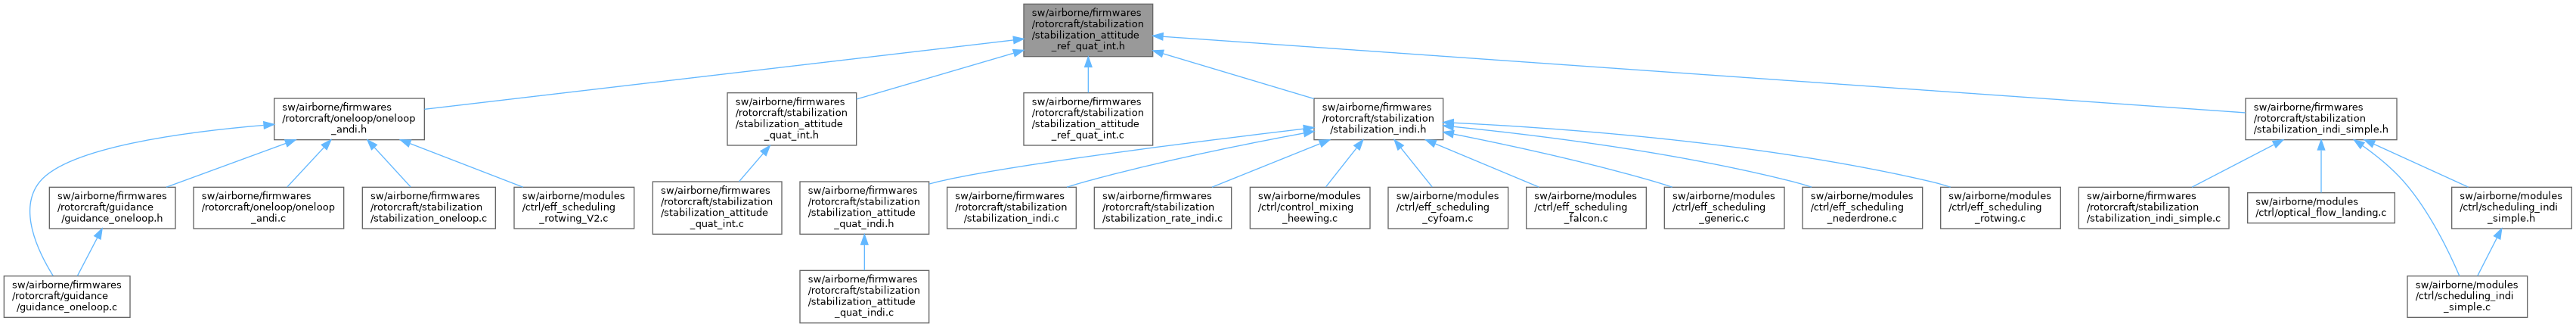 sw/airborne/firmwares
/rotorcraft/stabilization
/stabilization_attitude
_ref_quat_int.h
sw/airborne/firmwares
/rotorcraft/oneloop/oneloop
_andi.h
sw/airborne/firmwares
/rotorcraft/stabilization
/stabilization_attitude
_quat_int.h
sw/airborne/firmwares
/rotorcraft/stabilization
/stabilization_attitude
_ref_quat_int.c
sw/airborne/firmwares
/rotorcraft/stabilization
/stabilization_indi.h
sw/airborne/firmwares
/rotorcraft/stabilization
/stabilization_indi_simple.h
sw/airborne/firmwares
/rotorcraft/guidance
/guidance_oneloop.h
sw/airborne/firmwares
/rotorcraft/oneloop/oneloop
_andi.c
sw/airborne/firmwares
/rotorcraft/stabilization
/stabilization_oneloop.c
sw/airborne/modules
/ctrl/eff_scheduling
_rotwing_V2.c
sw/airborne/firmwares
/rotorcraft/stabilization
/stabilization_attitude
_quat_int.c
sw/airborne/firmwares
/rotorcraft/stabilization
/stabilization_attitude
_quat_indi.h
sw/airborne/firmwares
/rotorcraft/stabilization
/stabilization_indi.c
sw/airborne/firmwares
/rotorcraft/stabilization
/stabilization_rate_indi.c
sw/airborne/modules
/ctrl/control_mixing
_heewing.c
sw/airborne/modules
/ctrl/eff_scheduling
_cyfoam.c
sw/airborne/modules
/ctrl/eff_scheduling
_falcon.c
sw/airborne/modules
/ctrl/eff_scheduling
_generic.c
sw/airborne/modules
/ctrl/eff_scheduling
_nederdrone.c
sw/airborne/modules
/ctrl/eff_scheduling
_rotwing.c
sw/airborne/firmwares
/rotorcraft/stabilization
/stabilization_indi_simple.c
sw/airborne/modules
/ctrl/optical_flow_landing.c
sw/airborne/modules
/ctrl/scheduling_indi
_simple.h
sw/airborne/firmwares
/rotorcraft/guidance
/guidance_oneloop.c
sw/airborne/firmwares
/rotorcraft/stabilization
/stabilization_attitude
_quat_indi.c
sw/airborne/modules
/ctrl/scheduling_indi
_simple.c